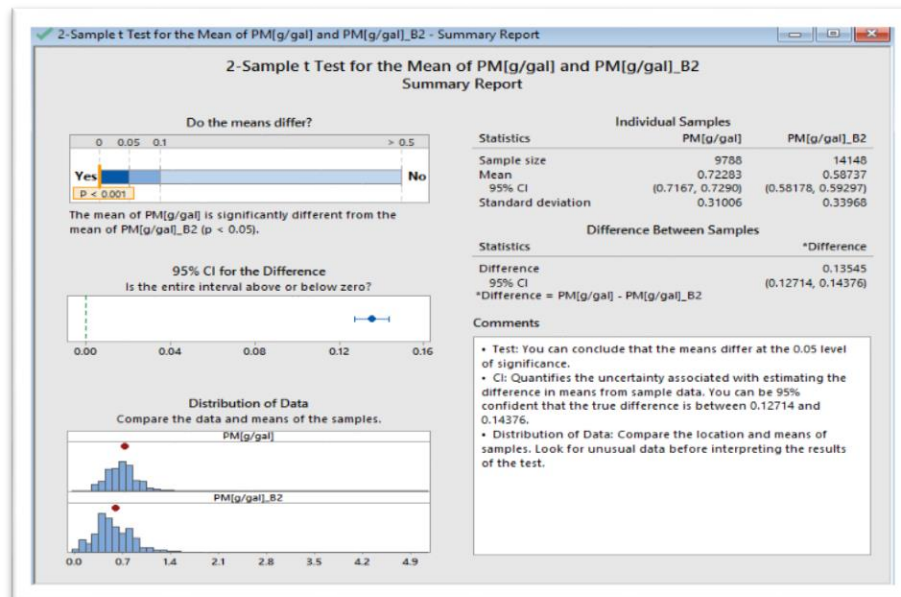 2-Sample t Test for the Mean of PM[g/gal] and PM[g/gal]_B2 - Summary Report
2-Sample t Test for the Mean of PM[g/gal] and PM[g/gal]_B2
Summary Report
Do the means differ?
0 0.05 0.1 > 0.5
Yes No
P < 0.001
The mean of PM[g/gal] is significantly different from the
mean of PM[g/gal]_B2 (p < 0.05).
95% CI for the Difference
Is the entire interval above or below zero?
0.00 0.04 0.08 0.12 0.16
Distribution of Data
Compare the data and means of the samples.
PM[g/gal]
PM[g/gal]_B2
0.0 0.7 1.4 2.1 2.8 3.5 4.2 4.9
Individual Samples
Statistics PM[g/gal] PM[g/gal]_B2
Sample size 9788 14148
Mean 0.72283 0.58737
95% CI (0.7167, 0.7290) (0.58178, 0.59297)
Standard deviation 0.31006 0.33968
Difference Between Samples
Statistics *Difference
Difference 0.13545
95% CI (0.12714, 0.14376)
*Difference = PM[g/gal] - PM[g/gal]_B2
Comments
• Test: You can conclude that the means differ at the 0.05 level
of significance.
• CI: Quantifies the uncertainty associated with estimating the
difference in means from sample data. You can be 95%
confident that the true difference is between 0.12714 and
0.14376.
• Distribution of Data: Compare the location and means of
samples. Look for unusual data before interpreting the results
of the test.